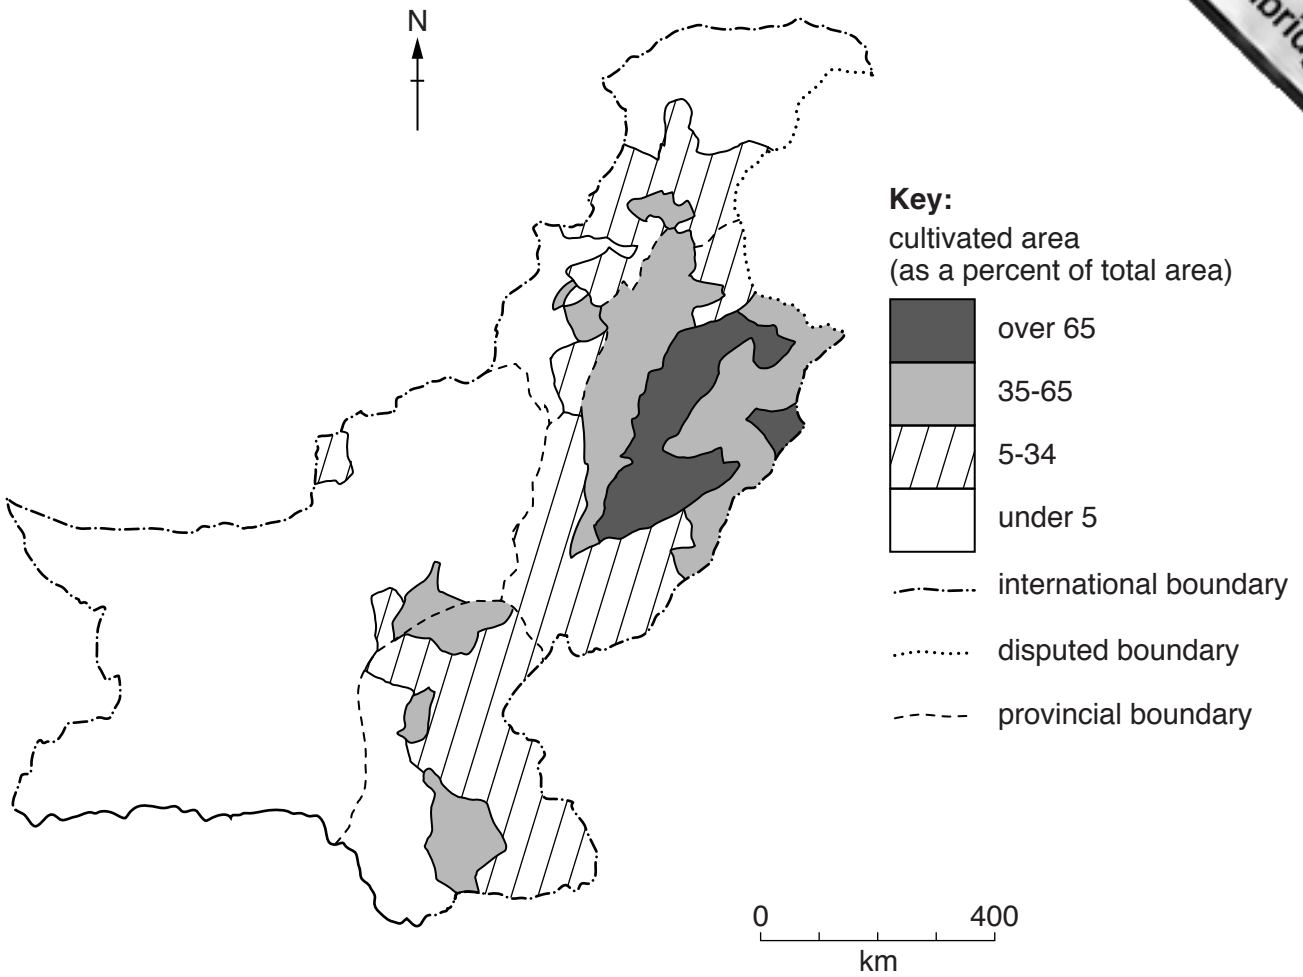 N
Key:
cultivated area
(as a percent of total area)
over 65
35-65
5-34
under 5
international boundary
disputed boundary
provincial boundary
0 400
km